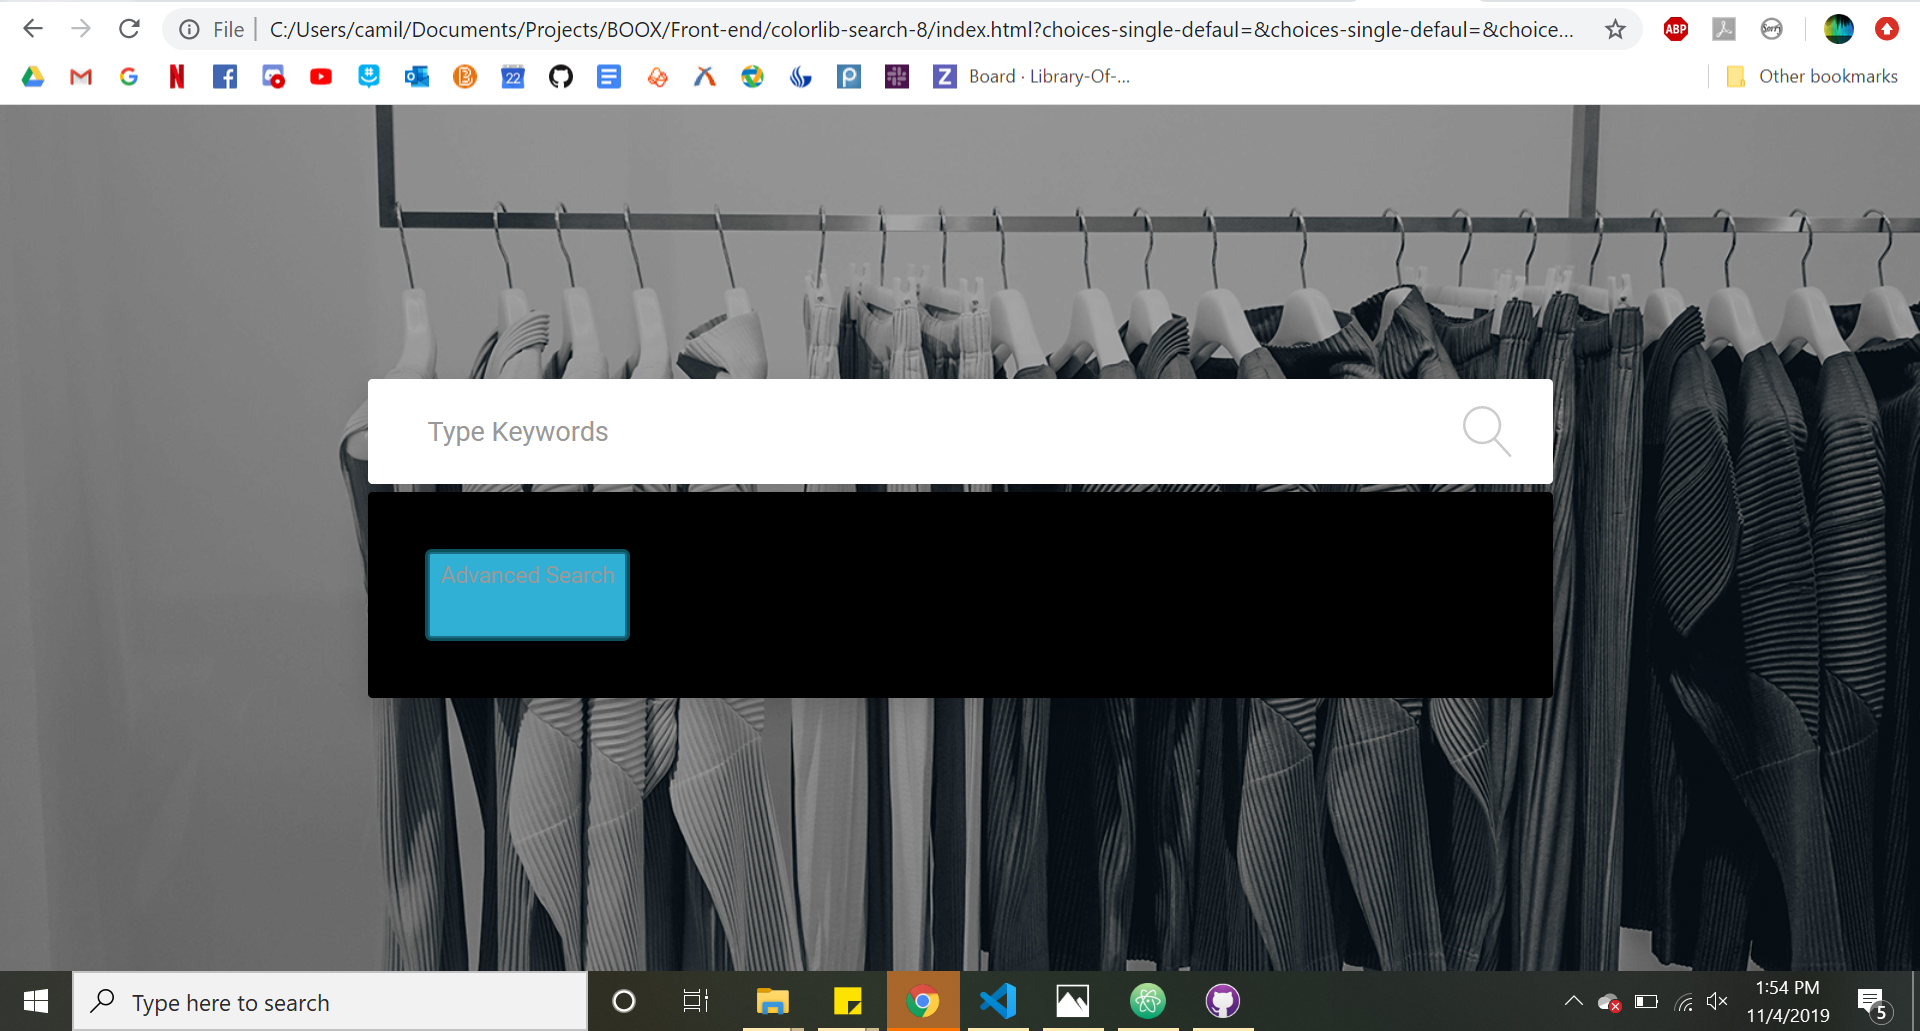 File
C:/Users/camil/Documents/Projects/BOOX/Front-end/colorlib-search-8/index.html?choices-single-defaul=&choices-single-defaul=&choice...
ABP
22
Board · Library-Of-...
Other bookmarks
Type Keywords
Advanced Search
Type here to search
1:54 PM
11/4/2019
5